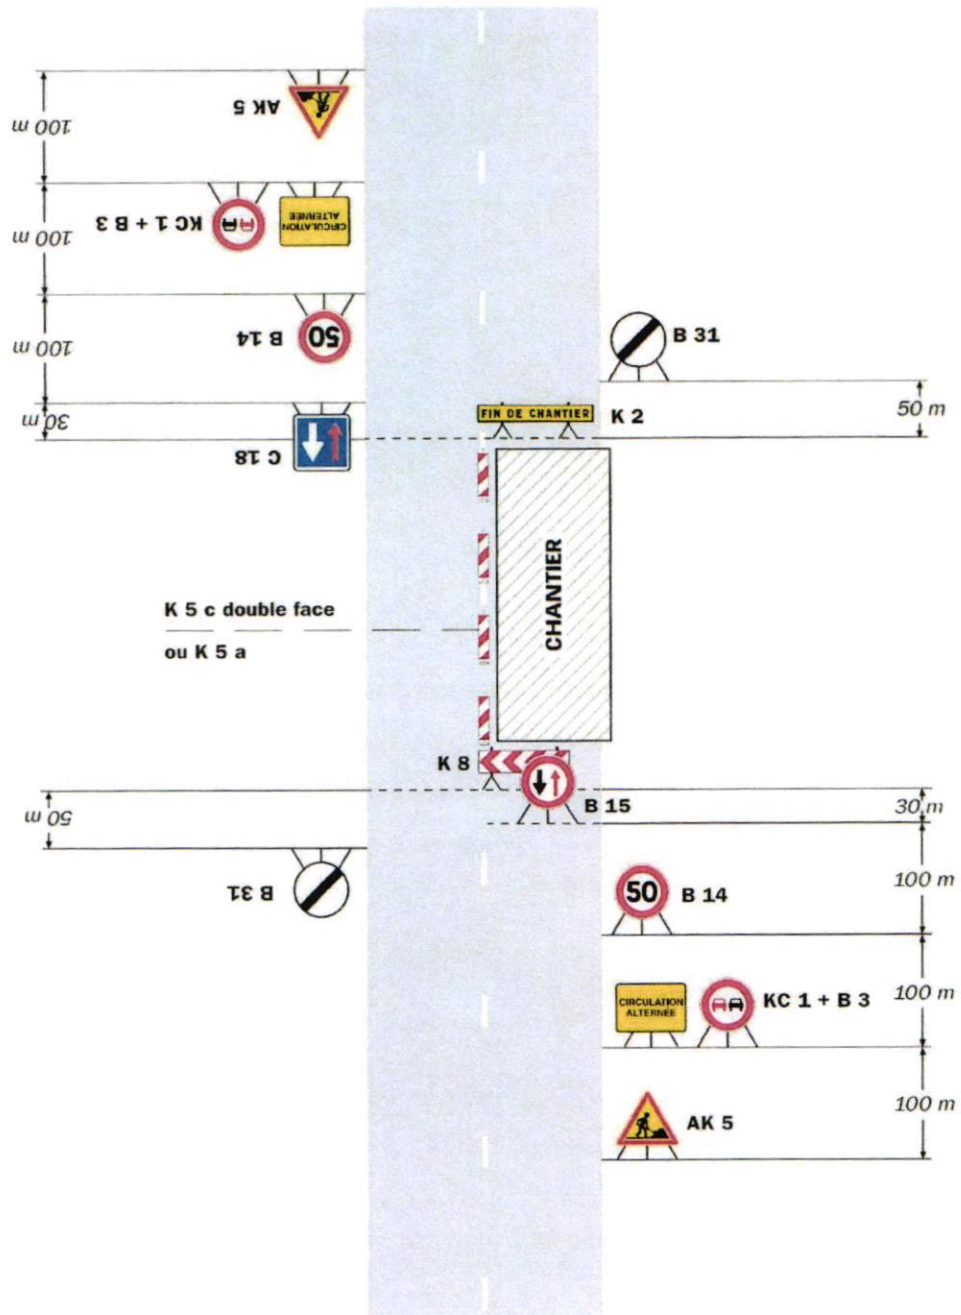 100 m
AK 5
100 m
KC 1 + B 3
CIRCULATION
ALTERNÉE
100 m
B 14
50
B 31
30 m
C 18
FIN DE CHANTIER
K 2
50 m
CHANTIER
K 5 c double face
ou K 5 a
K 8
B 15
50 m
30 m
B 31
50
B 14
100 m
CIRCULATION
ALTERNÉE
KC 1 + B 3
100 m
AK 5
100 m